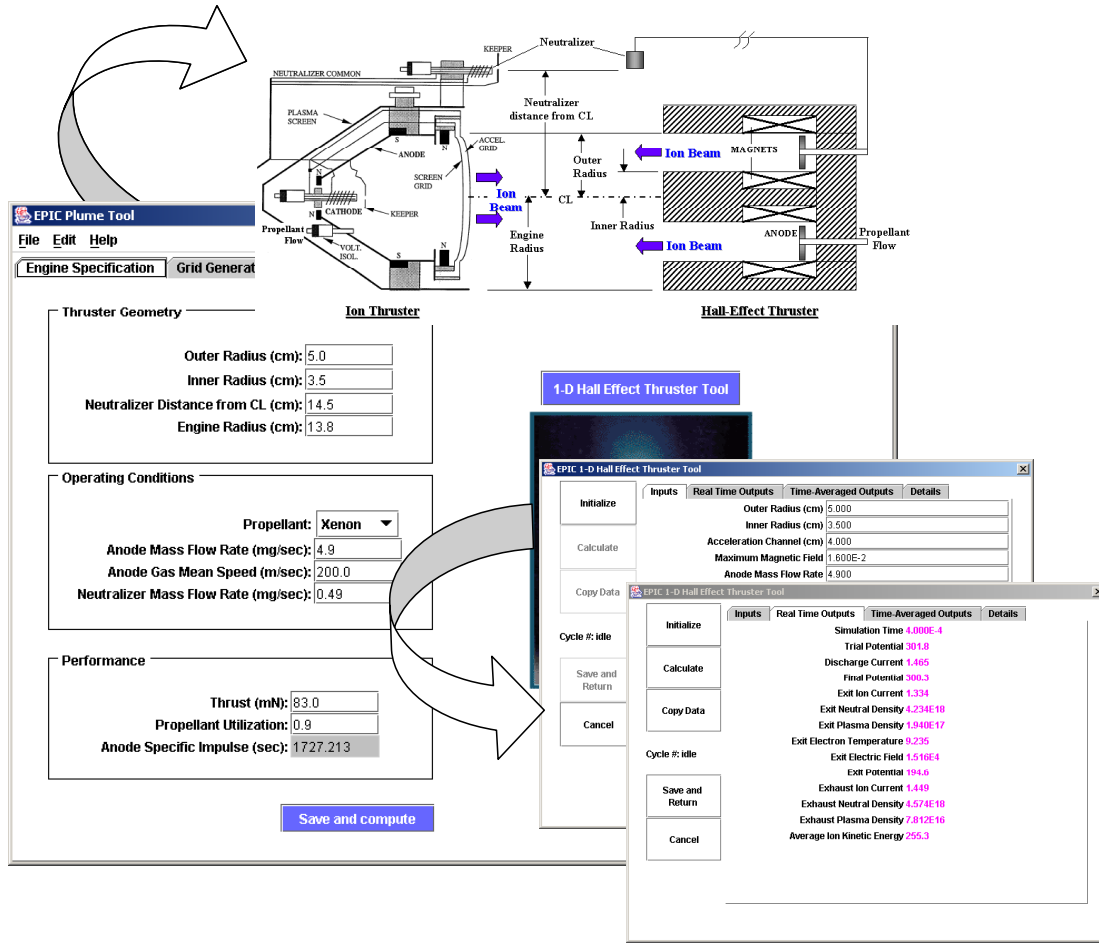 Neutralizer
KEEPER
NEUTRALIZER COMMON
PLASMA
SCREEN
Neutralizer
distance from CL
S
N
ACCEL.
GRID
ANODE
SCREEN
GRID
Outer
Radius
Ion Beam
MAGNETS
N
Ion
Beam
CL
CATHODE
KEEPER
N
Propellant
Flow
VOLT.
ISOL.
S
N
Engine
Radius
Inner Radius
Ion Beam
ANODE
Propellant
Flow
Ion Thruster
Hall-Effect Thruster
EPIC Plume Tool
File Edit Help
Engine Specification Grid Generat
Thruster Geometry
Outer Radius (cm): 5.0
Inner Radius (cm): 3.5
Neutralizer Distance from CL (cm): 14.5
Engine Radius (cm): 13.8
Operating Conditions
Propellant: Xenon
Anode Mass Flow Rate (mg/sec): 4.9
Anode Gas Mean Speed (m/sec): 200.0
Neutralizer Mass Flow Rate (mg/sec): 0.49
Performance
Thrust (mN): 83.0
Propellant Utilization: 0.9
Anode Specific Impulse (sec): 1727.213
Save and compute
1-D Hall Effect Thruster Tool
EPIC 1-D Hall Effect Thruster Tool
Initialize
Calculate
Copy Data
Cycle #: idle
Save and
Return
Cancel
Inputs Real Time Outputs Time-Averaged Outputs Details
Outer Radius (cm) 5.000
Inner Radius (cm) 3.500
Acceleration Channel (cm) 4.000
Maximum Magnetic Field 1.600E-2
Anode Mass Flow Rate 4.900
EPIC 1-D Hall Effect Thruster Tool
Initialize
Calculate
Copy Data
Cycle #: idle
Save and
Return
Cancel
Inputs Real Time Outputs Time-Averaged Outputs Details
Simulation Time 4.000E-4
Trial Potential 301.8
Discharge Current 1.465
Final Potential 300.3
Exit Ion Current 1.334
Exit Neutral Density 4.234E18
Exit Plasma Density 1.940E17
Exit Electron Temperature 9.235
Exit Electric Field 1.516E4
Exit Potential 194.6
Exhaust Ion Current 1.449
Exhaust Neutral Density 4.574E18
Exhaust Plasma Density 7.812E16
Average Ion Kinetic Energy 255.3